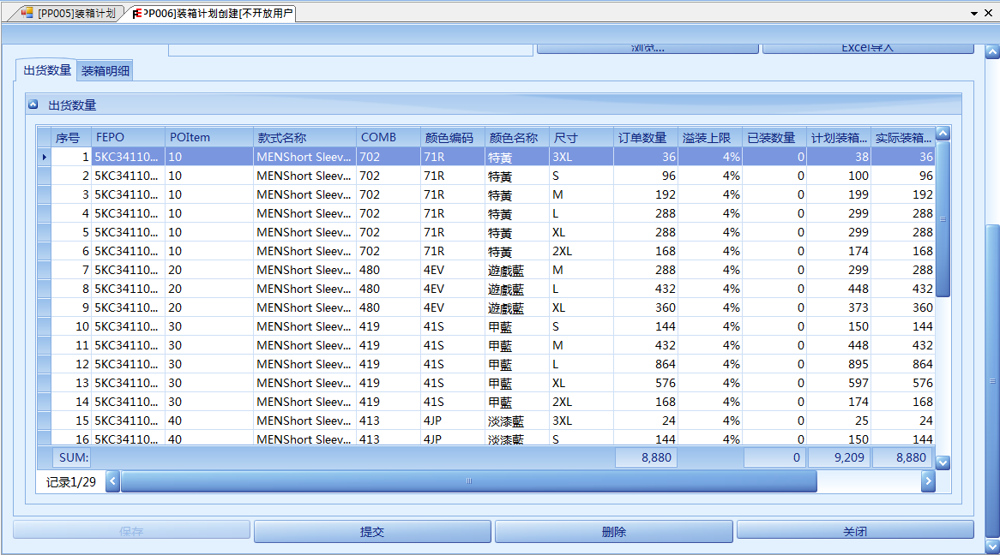 [PP005]装箱计划 PP006]装箱计划创建[不开放用户
浏览... Excel导入
出货数量 装箱明细
出货数量
序号 FEPO POItem 款式名称 COMB 颜色编码 颜色名称 尺寸 订单数量 溢装上限 已装数量 计划装箱... 实际装箱...
1 5KC34110... 10 MENShort Sleev... 702 71R 特黃 3XL 36 4% 0 38 36
2 5KC34110... 10 MENShort Sleev... 702 71R 特黃 S 96 4% 0 100 96
3 5KC34110... 10 MENShort Sleev... 702 71R 特黃 M 192 4% 0 199 192
4 5KC34110... 10 MENShort Sleev... 702 71R 特黃 L 288 4% 0 299 288
5 5KC34110... 10 MENShort Sleev... 702 71R 特黃 XL 288 4% 0 299 288
6 5KC34110... 10 MENShort Sleev... 702 71R 特黃 2XL 168 4% 0 174 168
7 5KC34110... 20 MENShort Sleev... 480 4EV 遊戲藍 M 288 4% 0 299 288
8 5KC34110... 20 MENShort Sleev... 480 4EV 遊戲藍 L 432 4% 0 448 432
9 5KC34110... 20 MENShort Sleev... 480 4EV 遊戲藍 XL 360 4% 0 373 360
10 5KC34110... 30 MENShort Sleev... 419 41S 甲藍 S 144 4% 0 150 144
11 5KC34110... 30 MENShort Sleev... 419 41S 甲藍 M 432 4% 0 448 432
12 5KC34110... 30 MENShort Sleev... 419 41S 甲藍 L 864 4% 0 895 864
13 5KC34110... 30 MENShort Sleev... 419 41S 甲藍 XL 576 4% 0 597 576
14 5KC34110... 30 MENShort Sleev... 419 41S 甲藍 2XL 168 4% 0 174 168
15 5KC34110... 40 MENShort Sleev... 413 4JP 淡漆藍 3XL 24 4% 0 25 24
16 5KC34110... 40 MENShort Sleev... 413 4JP 淡漆藍 S 144 4% 0 150 144
SUM: 8,880 0 9,209 8,880
记录1/29
保存 提交 删除 关闭